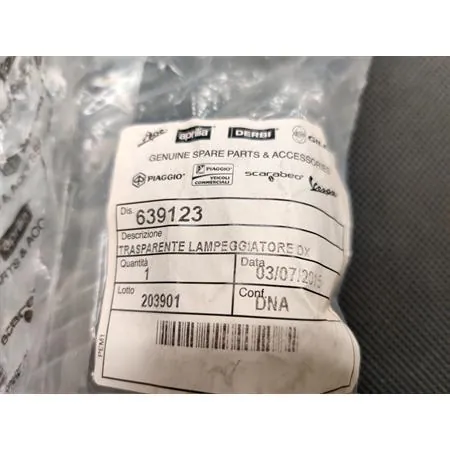 aprilia DERBI
GENUINE SPARE PARTS & ACCESSORIES
PIAGGIO PIAGGIO VEICOLI COMMERCIALI scarabeo Vespa
Dis. 639123
Descrizione
TRASPARENTE LAMPEGGIATORE DX
Quantità Data
1 03/07/2015
Lotto Conf.
203901 DNA
PEM1